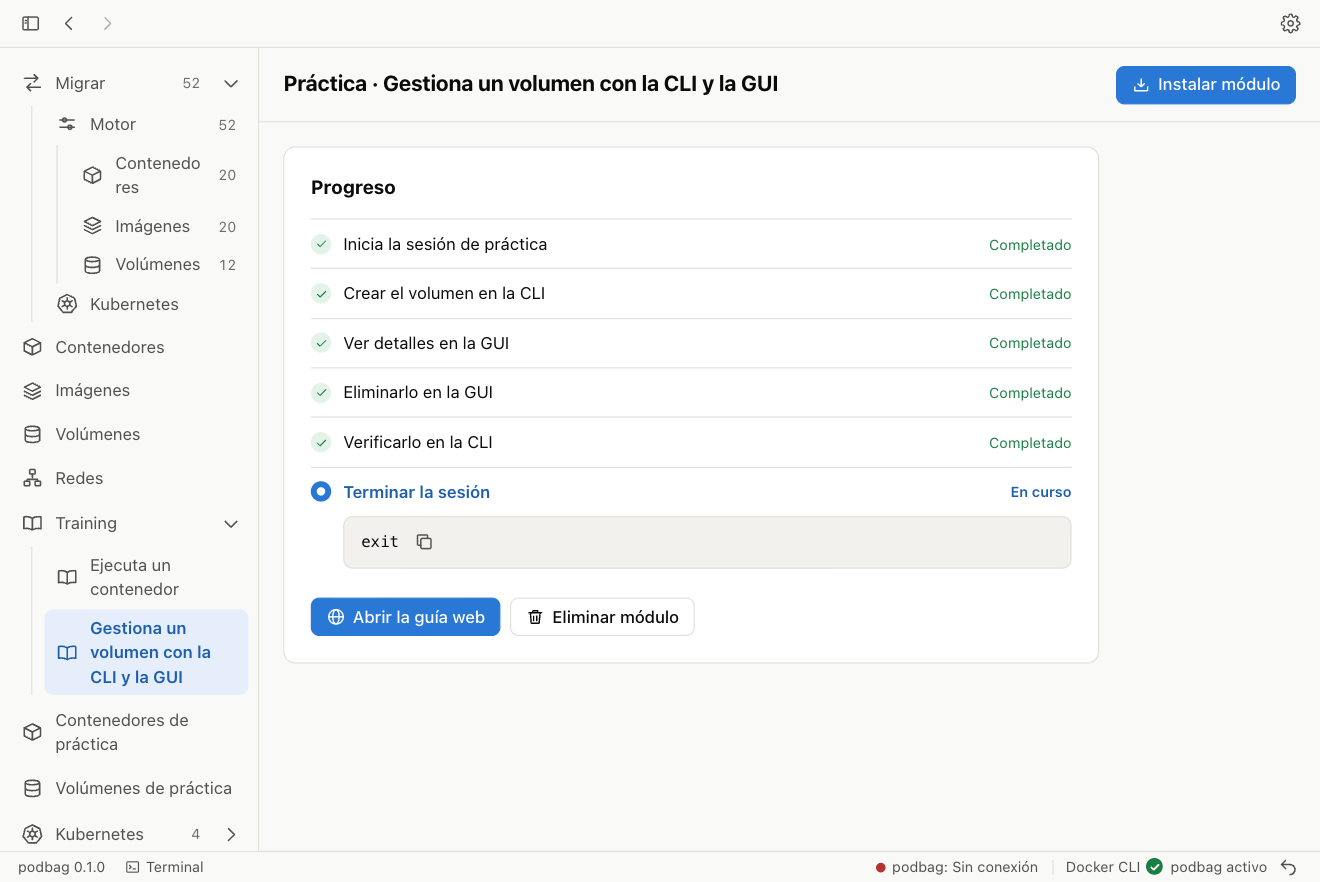 Migrar 52
Motor 52
Contenedo
res 20
Imágenes 20
Volúmenes 12
Kubernetes
Contenedores
Imágenes
Volúmenes
Redes
Training
Ejecuta un
contenedor
Gestiona un
volumen con la
CLI y la GUI
Contenedores de
práctica
Volúmenes de práctica
Kubernetes 4
Práctica · Gestiona un volumen con la CLI y la GUI
Instalar módulo
Progreso
Inicia la sesión de práctica Completado
Crear el volumen en la CLI Completado
Ver detalles en la GUI Completado
Eliminarlo en la GUI Completado
Verificarlo en la CLI Completado
Terminar la sesión En curso
exit
Abrir la guía web
Eliminar módulo
podbag 0.1.0 Terminal
podbag: Sin conexión Docker CLI podbag activo